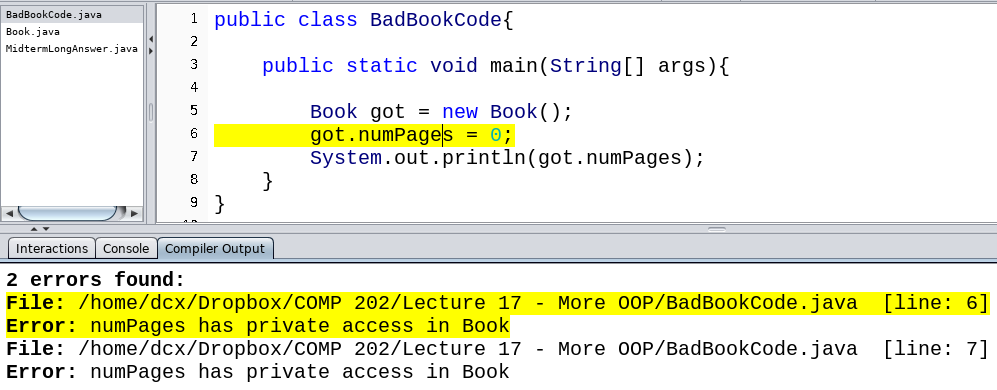 BadBookCode.java
Book.java
MidtermLongAnswer.java
1 public class BadBookCode{
2
3 public static void main(String[] args){
4
5 Book got = new Book();
6 got.numPages = 0;
7 System.out.println(got.numPages);
8 }
9 }
Interactions Console Compiler Output
2 errors found:
File: /home/dcx/Dropbox/COMP 202/Lecture 17 - More OOP/BadBookCode.java [line: 6]
Error: numPages has private access in Book
File: /home/dcx/Dropbox/COMP 202/Lecture 17 - More OOP/BadBookCode.java [line: 7]
Error: numPages has private access in Book